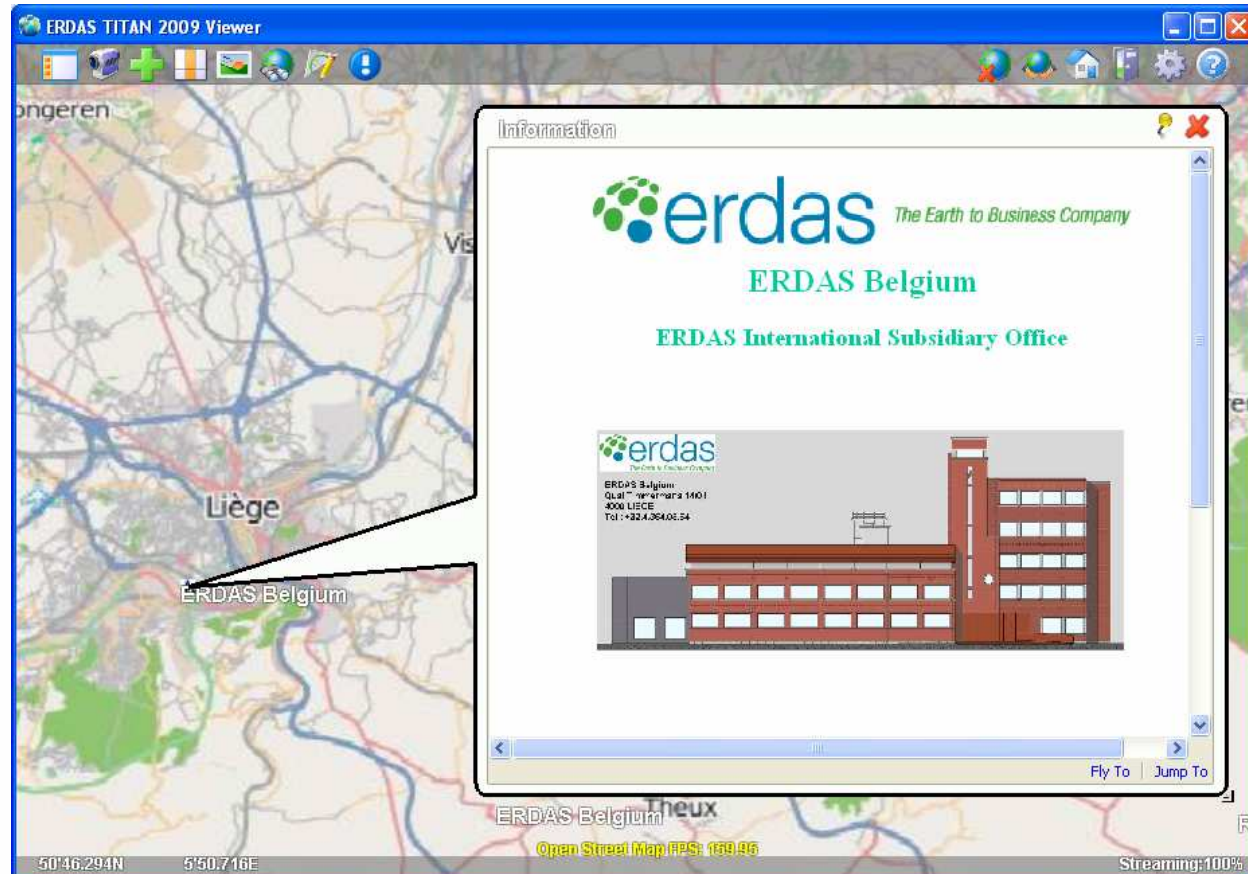 ERDAS TITAN 2009 Viewer
ongeren
Information
erdas The Earth to Business Company
Vis
ERDAS Belgium
ERDAS International Subsidiary Office
erdas
The Earth to Business Company
ERDAS Belgium
4000 LIEGE
Liège
ERDAS Belgium
Fly To
Jump To
ERDAS Belgium
Theux
R
Open Street Map FPS: 159.95
50°46.294N 5°50.716E
Streaming:100%